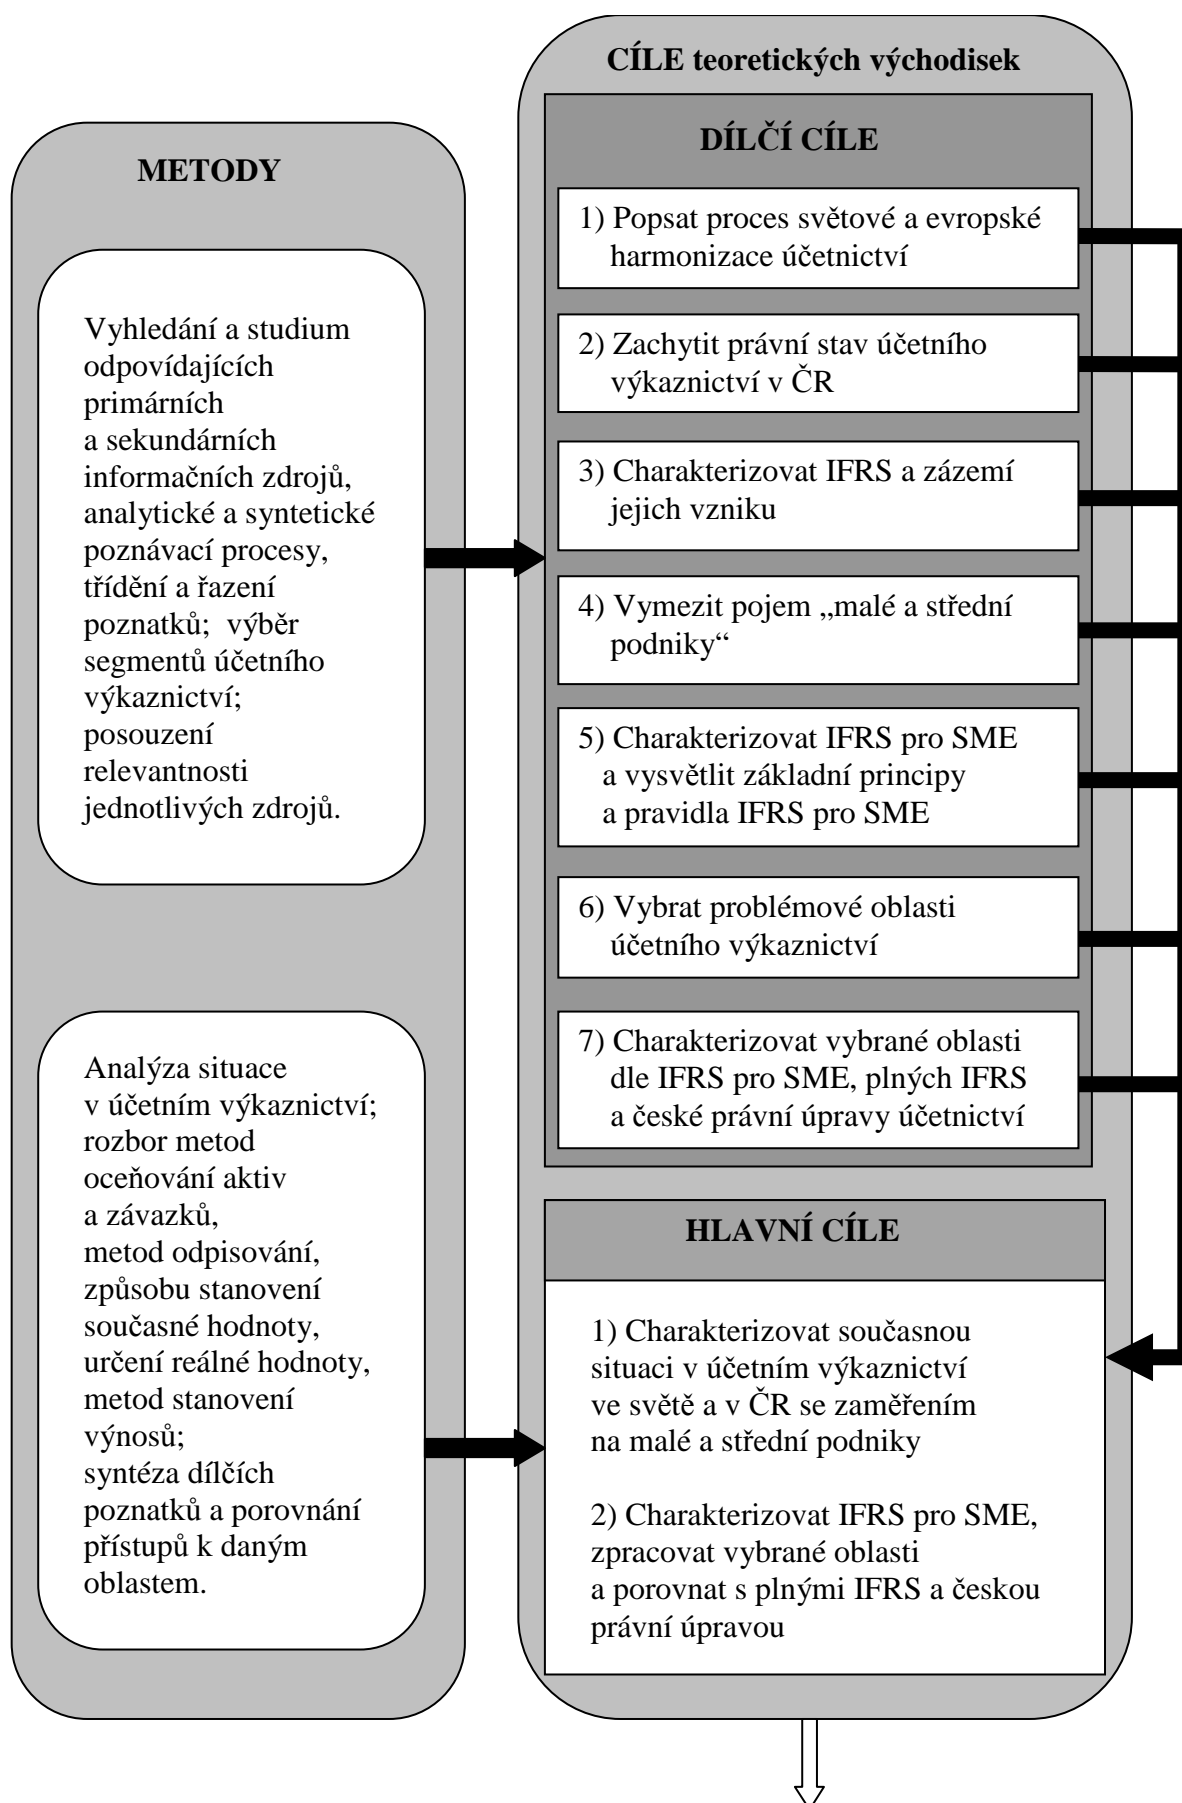 METODY
Vyhledání a studium
odpovídajících
primárních
a sekundárních
informačních zdrojů,
analytické a syntetické
poznávací procesy,
třídění a řazení
poznatků;  výběr
segmentů účetního
výkaznictví;
posouzení
relevantnosti
jednotlivých zdrojů.
Analýza situace
v účetním výkaznictví;
rozbor metod
oceňování aktiv
a závazků,
metod odpisování,
způsobu stanovení
současné hodnoty,
určení reálné hodnoty,
metod stanovení
výnosů;
syntéza dílčích
poznatků a porovnání
přístupů k daným
oblastem.
CÍLE teoretických východisek
DÍLČÍ CÍLE
1) Popsat proces světové a evropské
harmonizace účetnictví
2) Zachytit právní stav účetního
výkaznictví v ČR
3) Charakterizovat IFRS a zázemí
jejich vzniku
4) Vymezit pojem „malé a střední
podniky“
5) Charakterizovat IFRS pro SME
a vysvětlit základní principy
a pravidla IFRS pro SME
6) Vybrat problémové oblasti
účetního výkaznictví
7) Charakterizovat vybrané oblasti
dle IFRS pro SME, plných IFRS
a české právní úpravy účetnictví
HLAVNÍ CÍLE
1) Charakterizovat současnou
situaci v účetním výkaznictví
ve světě a v ČR se zaměřením
na malé a střední podniky
2) Charakterizovat IFRS pro SME,
zpracovat vybrané oblasti
a porovnat s plnými IFRS a českou
právní úpravou